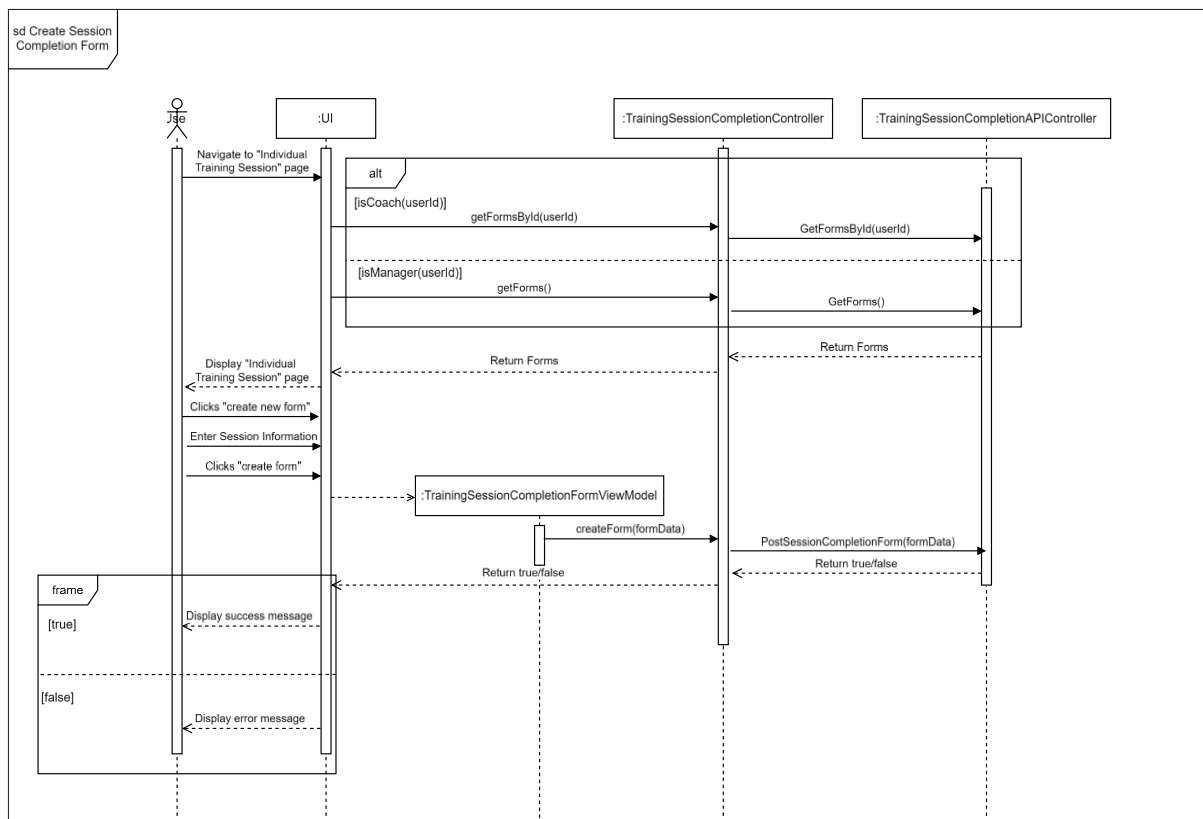 sd Create Session
Completion Form
:UI
:TrainingSessionCompletionController
:TrainingSessionCompletionAPIController
Navigate to "Individual
Training Session" page
alt
[isCoach(userId)]
getFormsById(userId)
GetFormsById(userId)
[isManager(userId)]
getForms()
GetForms()
Return Forms
Return Forms
Display "Individual
Training Session" page
Clicks "create new form"
Enter Session Information
Clicks "create form"
:TrainingSessionCompletionFormViewModel
createForm(formData)
PostSessionCompletionForm(formData)
Return true/false
Return true/false
frame
Display success message
[true]
[false]
Display error message